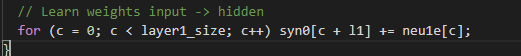 // Learn weights input -> hidden
for (c = 0; c < layer1_size; c++) syn0[c + l1] += neu1e[c];
}